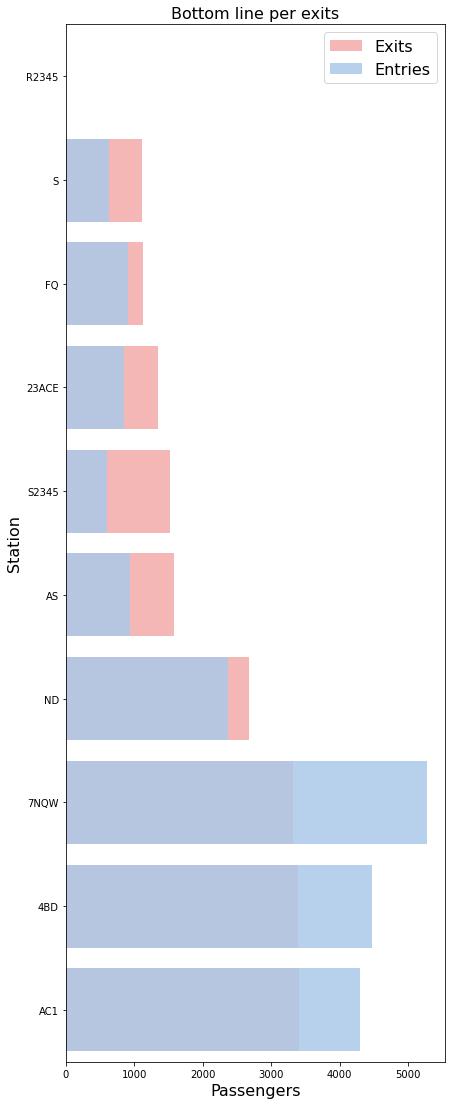 Bottom line per exits
Exits
Entries
R2345
S
FQ
23ACE
S2345
AS
ND
7NQW
4BD
AC1
Station
0 1000 2000 3000 4000 5000
Passengers